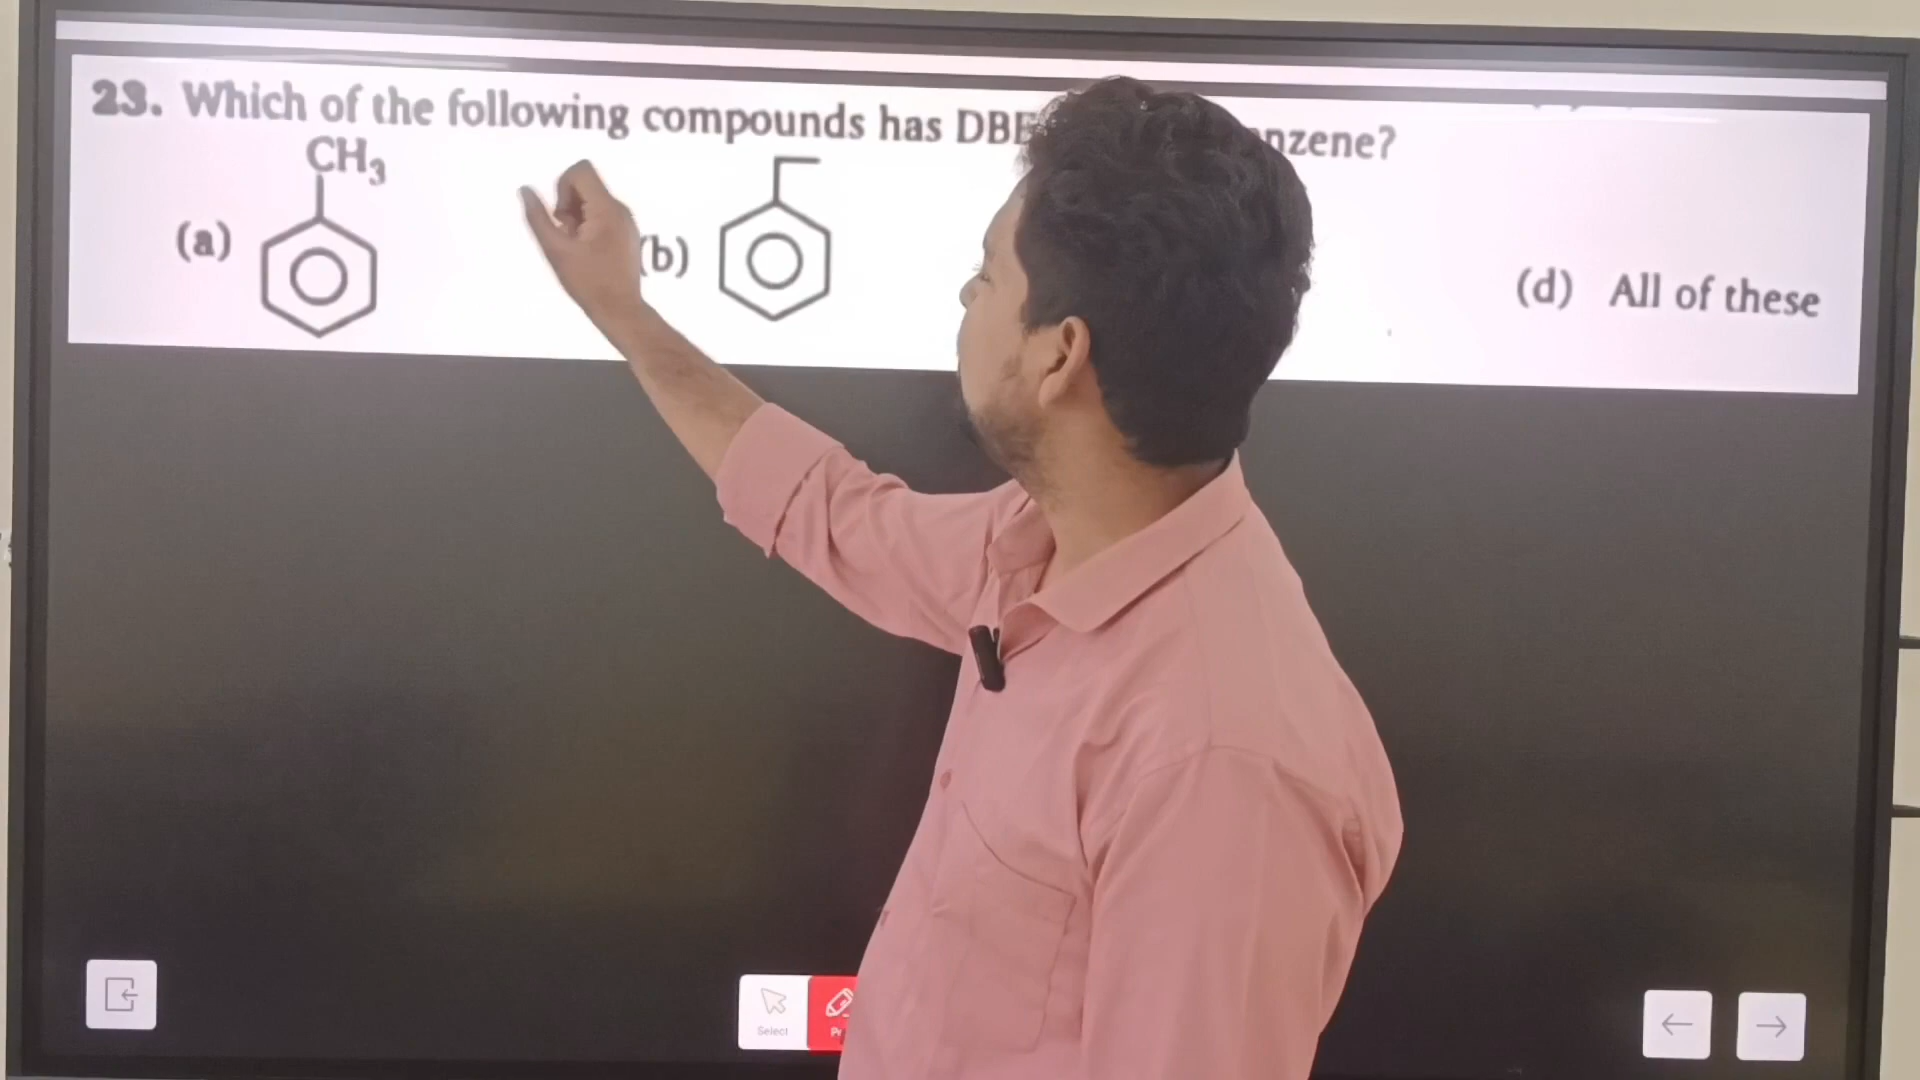 23. Which of the following compounds has DBE nzene?
CH3
(a)
(b)
(d) All of these
Select